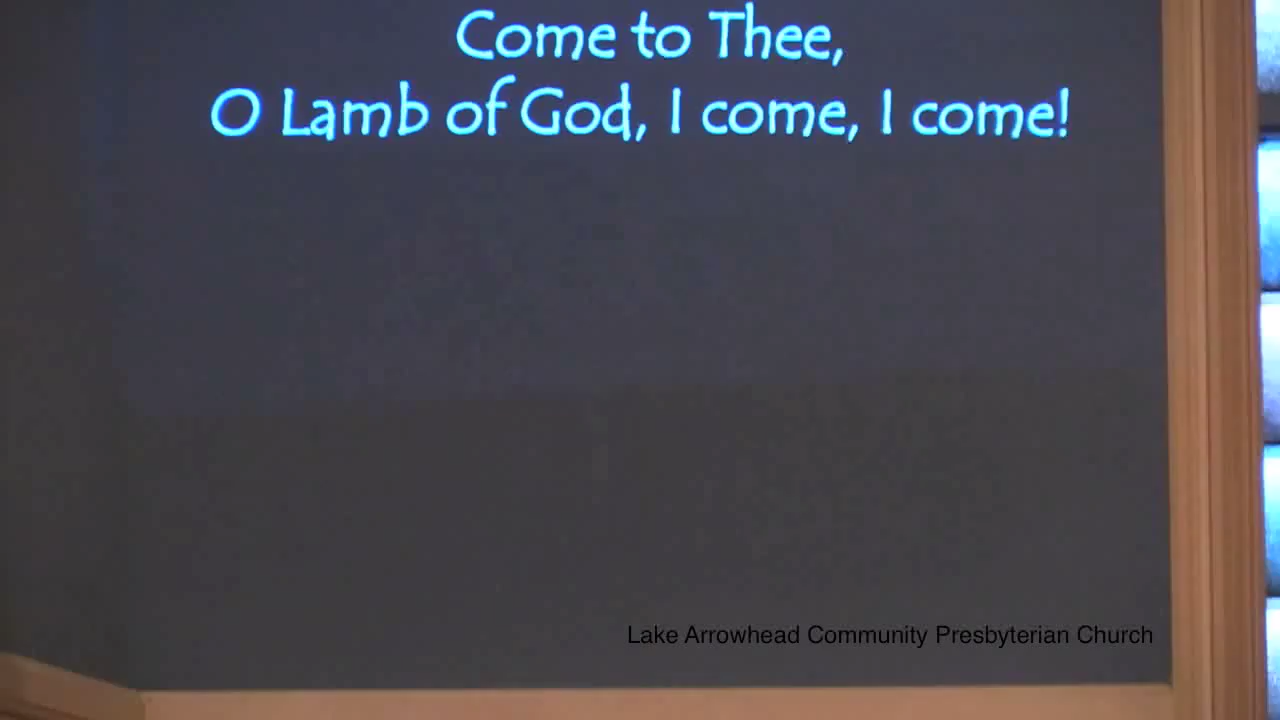 Come to Thee,
O Lamb of God, I come, I come!
Lake Arrowhead Community Presbyterian Church